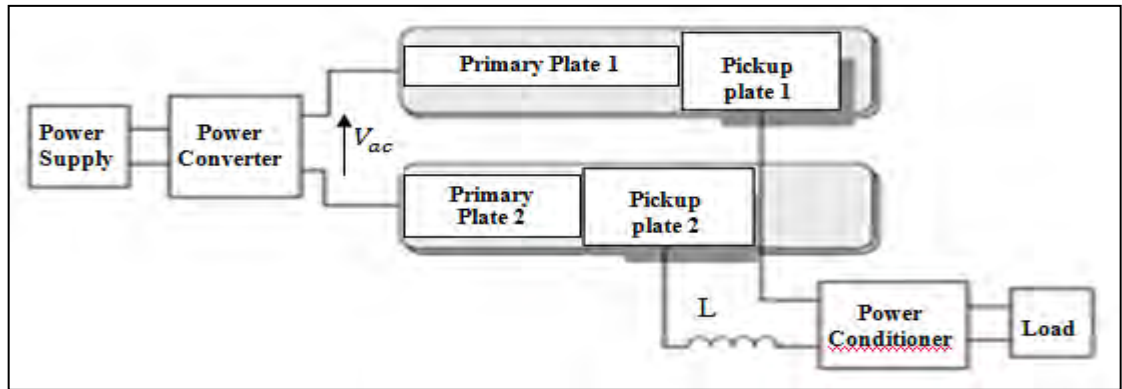 Primary Plate 1
Pickup
plate 1
Power
Supply
Power
Converter
V_ac
Primary
Plate 2
Pickup
plate 2
L
Power
Conditioner
Load